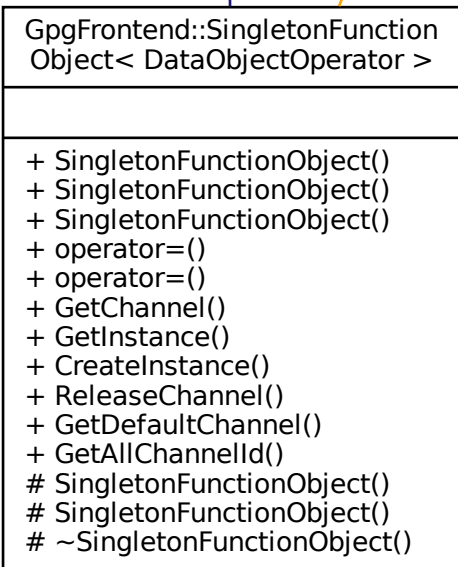 GpgFrontend::SingletonFunction
Object< DataObjectOperator >
+ SingletonFunctionObject()
+ SingletonFunctionObject()
+ SingletonFunctionObject()
+ operator=()
+ operator=()
+ GetChannel()
+ GetInstance()
+ CreateInstance()
+ ReleaseChannel()
+ GetDefaultChannel()
+ GetAllChannelId()
# SingletonFunctionObject()
# SingletonFunctionObject()
# ~SingletonFunctionObject()